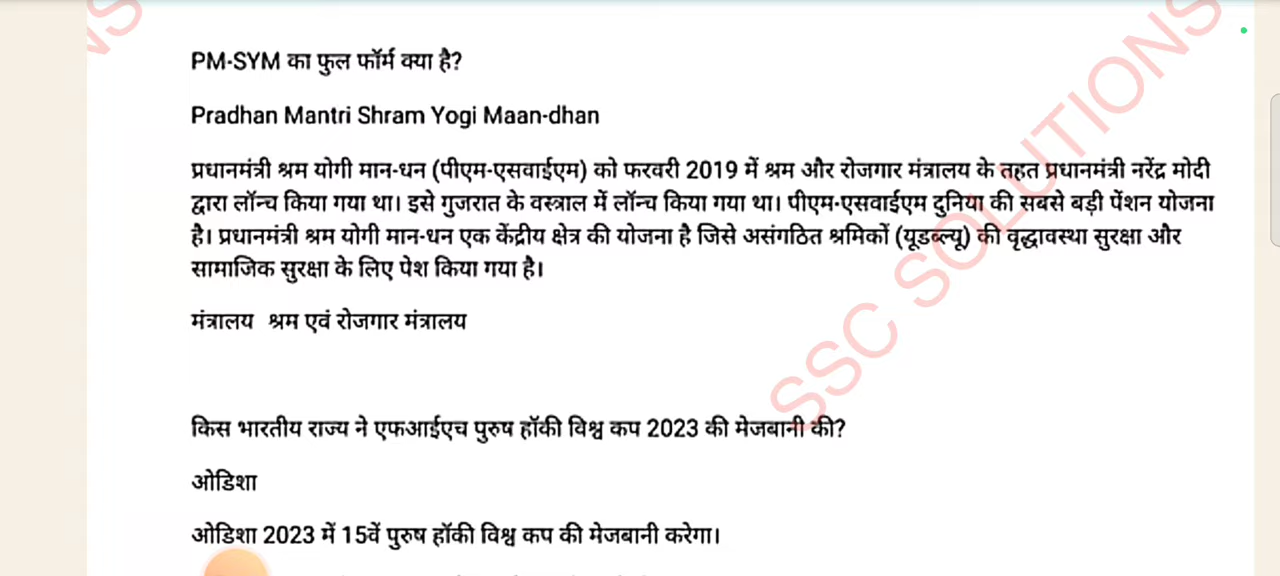 PM-SYM का फुल फॉर्म क्या है?
Pradhan Mantri Shram Yogi Maan-dhan
प्रधानमंत्री श्रम योगी मान-धन (पीएम-एसवाईएम) को फरवरी 2019 में श्रम और रोजगार मंत्रालय के तहत प्रधानमंत्री नरेंद्र मोदी
द्वारा लॉन्च किया गया था। इसे गुजरात के वस्त्राल में लॉन्च किया गया था। पीएम-एसवाईएम दुनिया की सबसे बड़ी पेंशन योजना
है। प्रधानमंत्री श्रम योगी मान-धन एक केंद्रीय क्षेत्र की योजना है जिसे असंगठित श्रमिकों (यूडब्ल्यू) की वृद्धावस्था सुरक्षा और
सामाजिक सुरक्षा के लिए पेश किया गया है।
मंत्रालय श्रम एवं रोजगार मंत्रालय
किस भारतीय राज्य ने एफआईएच पुरुष हॉकी विश्व कप 2023 की मेजबानी की?
ओडिशा
ओडिशा 2023 में 15वें पुरुष हॉकी विश्व कप की मेजबानी करेगा।
SSC SOLUTIONS
NS